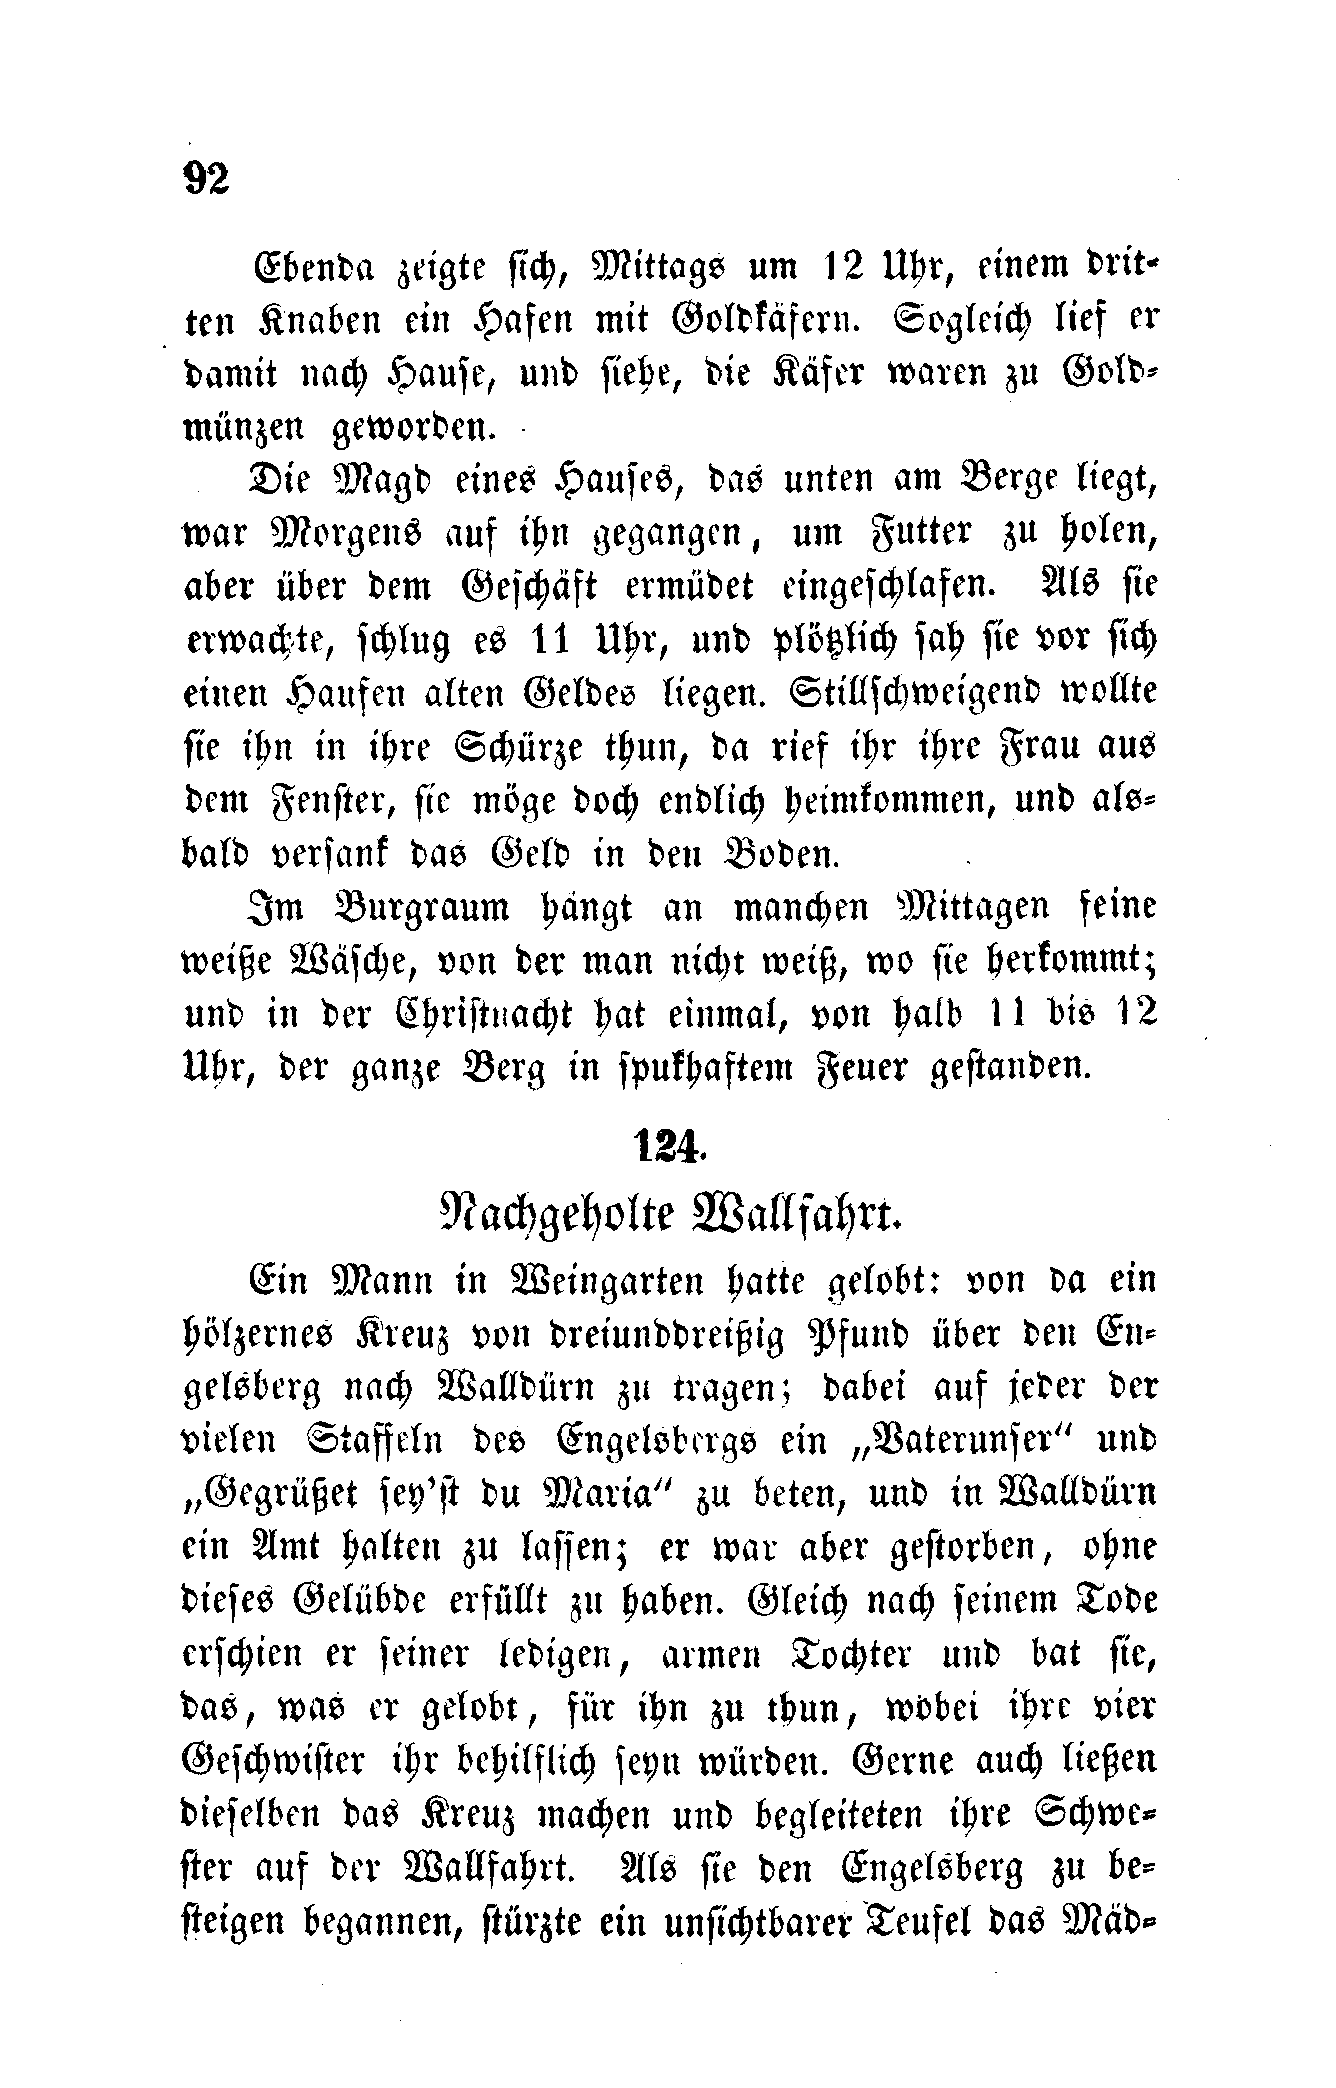 92
Ebenda zeigte sich, Mittags um 12 Uhr, einem drit-
ten Knaben ein Hafen mit Goldkäfern. Sogleich lief er
damit nach Hause, und siehe, die Käfer waren zu Gold-
münzen geworden.
Die Magd eines Hauses, das unten am Berge liegt,
war Morgens auf ihn gegangen, um Futter zu holen,
aber über dem Geschäft ermüdet eingeschlafen. Als sie
erwachte, schlug es 11 Uhr, und plötzlich sah sie vor sich
einen Haufen alten Geldes liegen. Stillschweigend wollte
sie ihn in ihre Schürze thun, da rief ihr ihre Frau aus
dem Fenster, sie möge doch endlich heimkommen, und als-
bald versank das Geld in den Boden.
Im Burgraum hängt an manchen Mittagen feine
weiße Wäsche, von der man nicht weiß, wo sie herkommt;
und in der Christnacht hat einmal, von halb 11 bis 12
Uhr, der ganze Berg in spukhaftem Feuer gestanden.
124.
Nachgeholte Wallfahrt.
Ein Mann in Weingarten hatte gelobt: von da ein
hölzernes Kreuz von dreiunddreißig Pfund über den En-
gelsberg nach Walldürn zu tragen; dabei auf jeder der
vielen Staffeln des Engelsbergs ein „Vaterunser“ und
„Gegrüßet sey’st du Maria“ zu beten, und in Walldürn
ein Amt halten zu lassen; er war aber gestorben, ohne
dieses Gelübde erfüllt zu haben. Gleich nach seinem Tode
erschien er seiner ledigen, armen Tochter und bat sie,
das, was er gelobt, für ihn zu thun, wobei ihre vier
Geschwister ihr behilflich seyn würden. Gerne auch ließen
dieselben das Kreuz machen und begleiteten ihre Schwe-
ster auf der Wallfahrt. Als sie den Engelsberg zu be-
steigen begannen, stürzte ein unsichtbarer Teufel das Mäd-